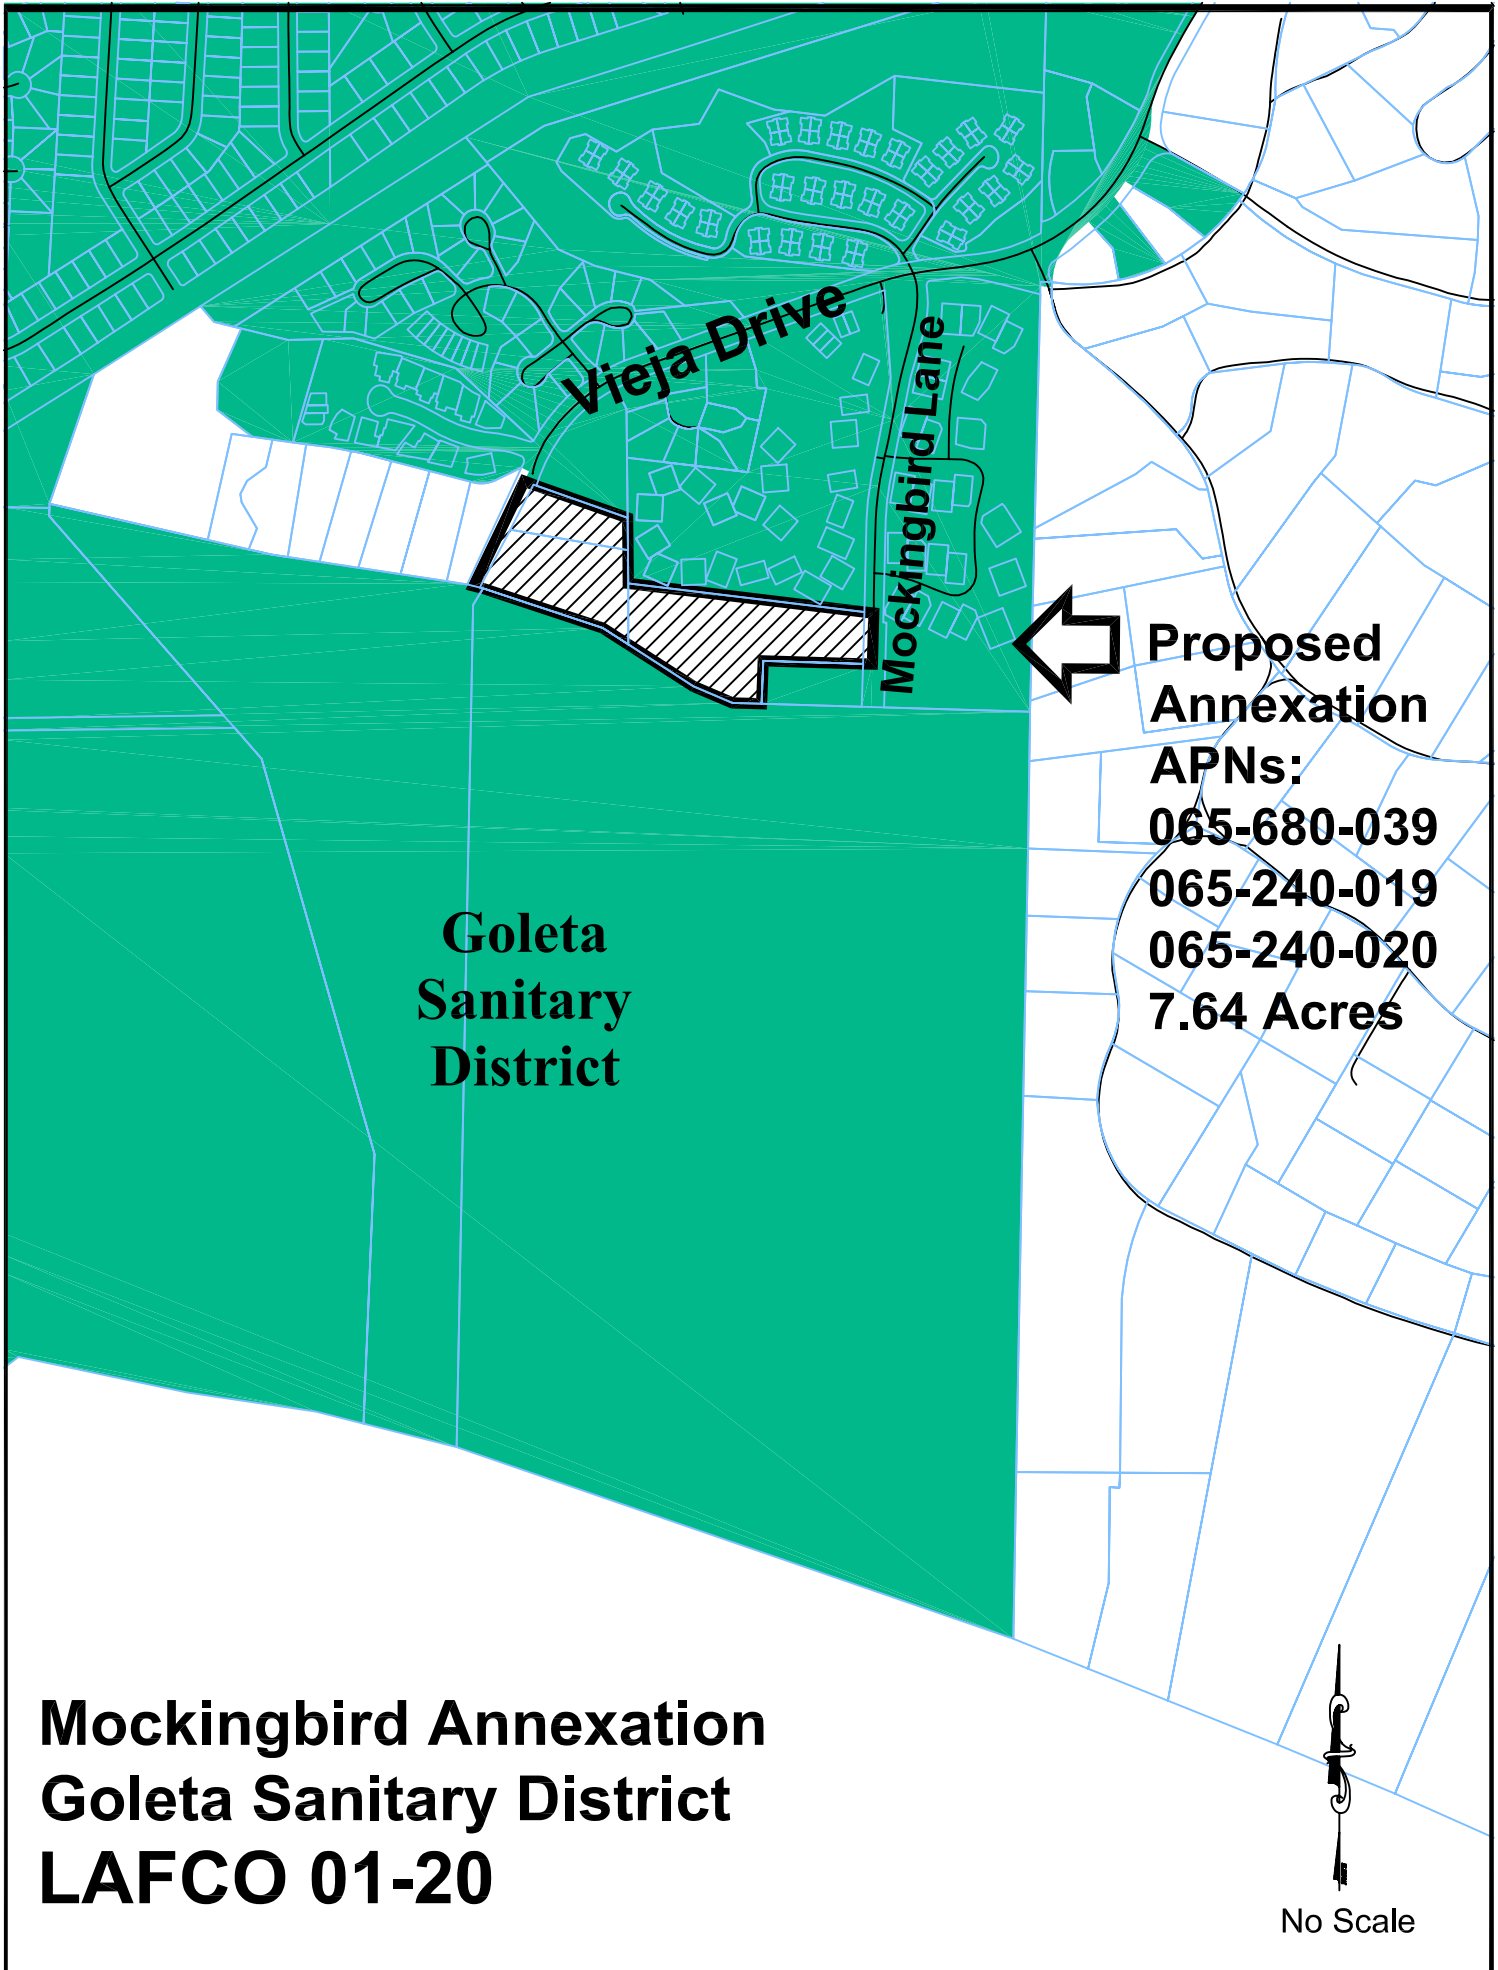 Vieja Drive
Mockingbird Lane
Proposed
Annexation
APNs:
065-680-039
065-240-019
065-240-020
7.64 Acres
Goleta
Sanitary
District
Mockingbird Annexation
Goleta Sanitary District
LAFCO 01-20
No Scale